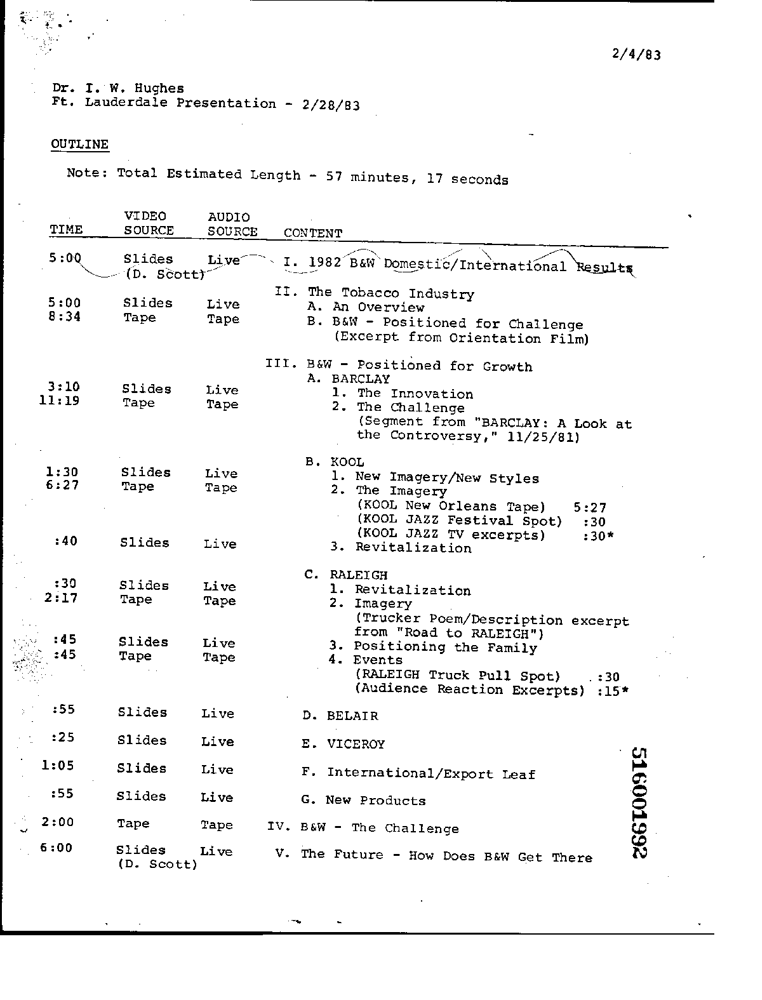 2/4/83
Dr. I. W. Hughes
Ft. Lauderdale Presentation - 2/28/83
OUTLINE
Note: Total Estimated Length - 57 minutes, 17 seconds
VIDEO AUDIO
TIME SOURCE SOURCE CONTENT
5:00 Slides Live I. 1982 B&W Domestic/International Results
(D. Scott)
II. The Tobacco Industry
5:00 Slides Live A. An Overview
8:34 Tape Tape B. B&W - Positioned for Challenge
(Excerpt from Orientation Film)
III. B&W - Positioned for Growth
A. BARCLAY
3:10 Slides Live 1. The Innovation
11:19 Tape Tape 2. The Challenge
(Segment from "BARCLAY: A Look at
the Controversy," 11/25/81)
B. KOOL
1:30 Slides Live 1. New Imagery/New Styles
6:27 Tape Tape 2. The Imagery
(KOOL New Orleans Tape) 5:27
(KOOL JAZZ Festival Spot) :30
(KOOL JAZZ TV excerpts) :30*
:40 Slides Live 3. Revitalization
C. RALEIGH
:30 Slides Live 1. Revitalization
2:17 Tape Tape 2. Imagery
(Trucker Poem/Description excerpt
from "Road to RALEIGH")
:45 Slides Live 3. Positioning the Family
:45 Tape Tape 4. Events
(RALEIGH Truck Pull Spot) :30
(Audience Reaction Excerpts) :15*
:55 Slides Live D. BELAIR
:25 Slides Live E. VICEROY
1:05 Slides Live F. International/Export Leaf
:55 Slides Live G. New Products
2:00 Tape Tape IV. B&W - The Challenge
6:00 Slides Live V. The Future - How Does B&W Get There
(D. Scott)
516001992